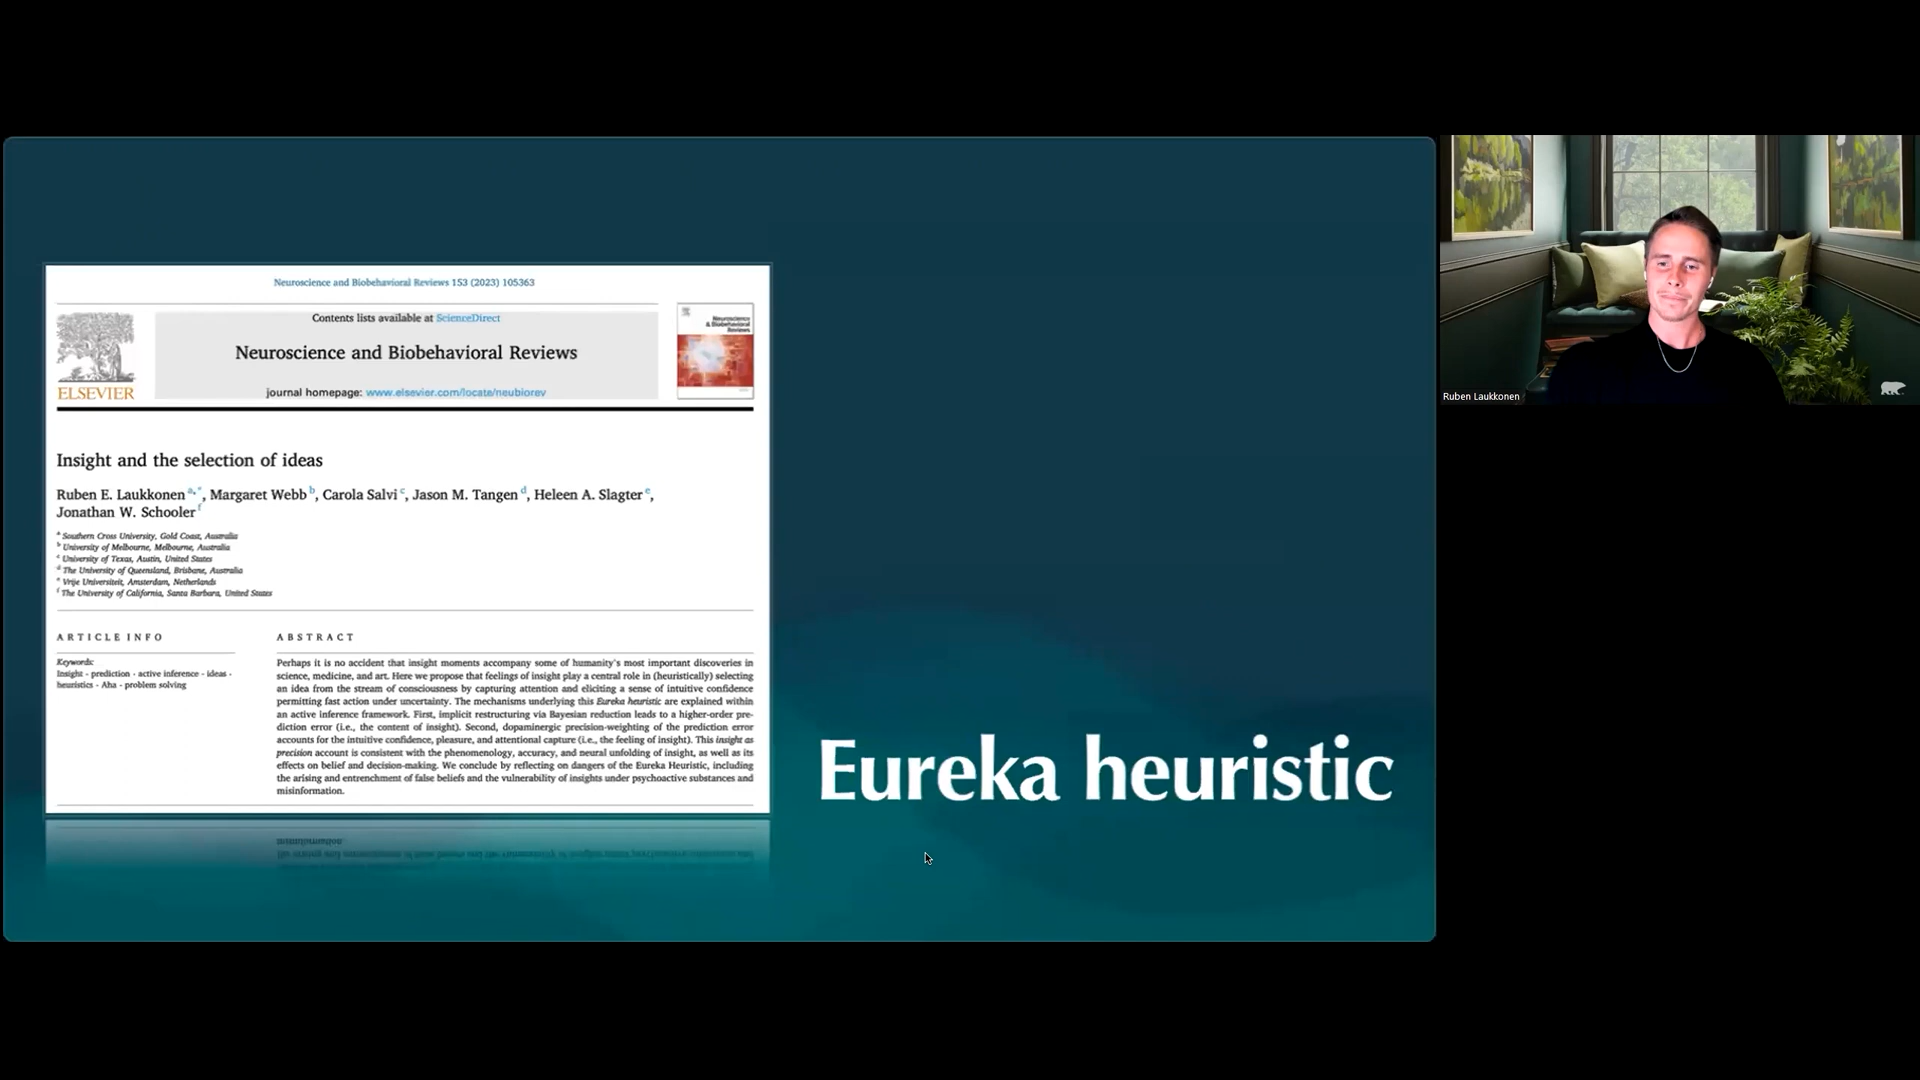 Neuroscience and Biobehavioral Reviews 153 (2023) 105363
Contents lists available at ScienceDirect
Neuroscience and Biobehavioral Reviews
journal homepage: www.elsevier.com/locate/neubiorev
ELSEVIER
Neuroscience
& Biobehavioral
Reviews
Insight and the selection of ideas
Ruben E. Laukkonen a,*, Margaret Webb b, Carola Salvi c, Jason M. Tangen d, Heleen A. Slagter e,
Jonathan W. Schooler f
a Southern Cross University, Gold Coast, Australia
b University of Melbourne, Melbourne, Australia
c University of Texas, Austin, United States
d The University of Queensland, Brisbane, Australia
e Vrije Universiteit, Amsterdam, Netherlands
f The University of California, Santa Barbara, United States
ARTICLE INFO
Keywords:
Insight - prediction - active inference - ideas -
heuristics - Aha - problem solving
ABSTRACT
Perhaps it is no accident that insight moments accompany some of humanity's most important discoveries in
science, medicine, and art. Here we propose that feelings of insight play a central role in (heuristically) selecting
an idea from the stream of consciousness by capturing attention and eliciting a sense of intuitive confidence
permitting fast action under uncertainty. The mechanisms underlying this Eureka heuristic are explained within
an active inference framework. First, implicit restructuring via Bayesian reduction leads to a higher-order pre-
diction error (i.e., the content of insight). Second, dopaminergic precision-weighting of the prediction error
accounts for the intuitive confidence, pleasure, and attentional capture (i.e., the feeling of insight). This insight as
precision account is consistent with the phenomenology, accuracy, and neural unfolding of insight, as well as its
effects on belief and decision-making. We conclude by reflecting on dangers of the Eureka Heuristic, including
the arising and entrenchment of false beliefs and the vulnerability of insights under psychoactive substances and
misinformation.
Eureka heuristic
Ruben Laukkonen